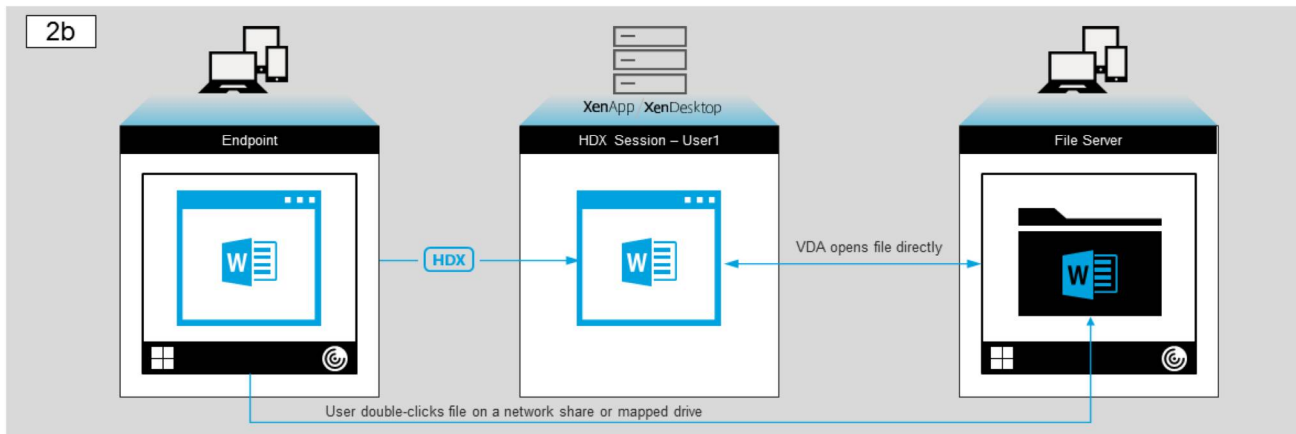 2b
XenApp / XenDesktop
Endpoint
HDX Session – User1
File Server
W
HDX
W
VDA opens file directly
W
User double-clicks file on a network share or mapped drive